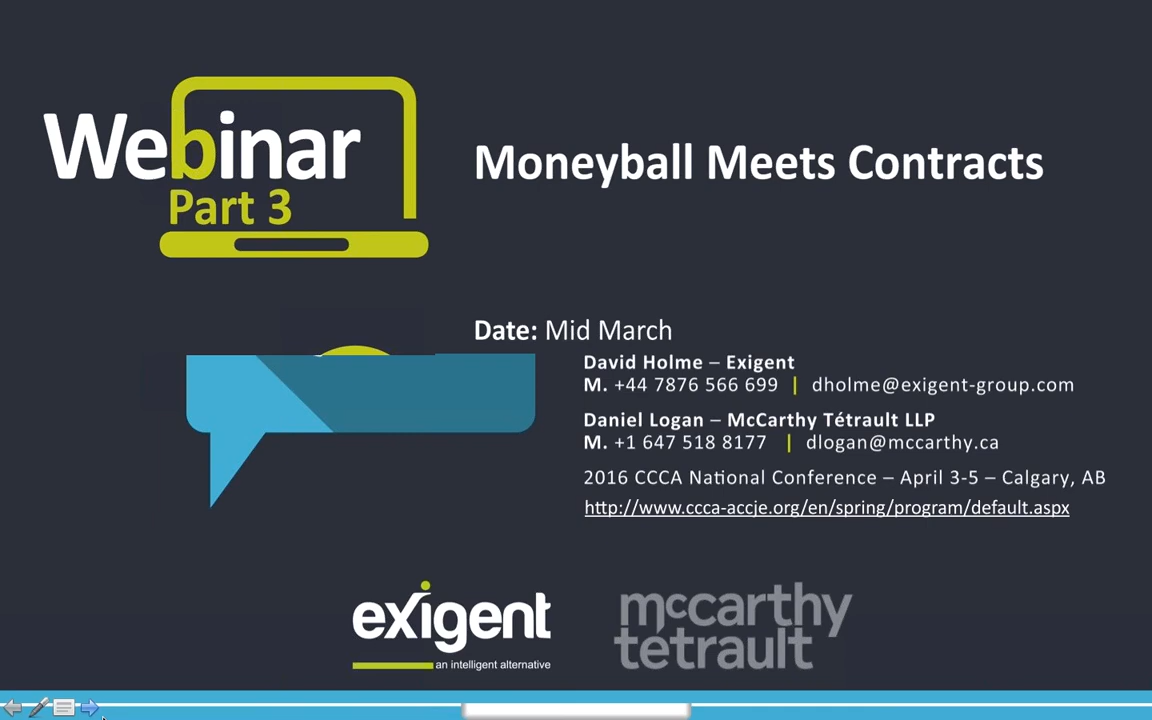 Webinar
Part 3
Moneyball Meets Contracts
Date: Mid March
David Holme – Exigent
M. +44 7876 566 699 | dholme@exigent-group.com
Daniel Logan – McCarthy Tétrault LLP
M. +1 647 518 8177 | dlogan@mccarthy.ca
2016 CCCA National Conference – April 3-5 – Calgary, AB
http://www.ccca-accje.org/en/spring/program/default.aspx
exigent
an intelligent alternative
mccarthy
tetrault